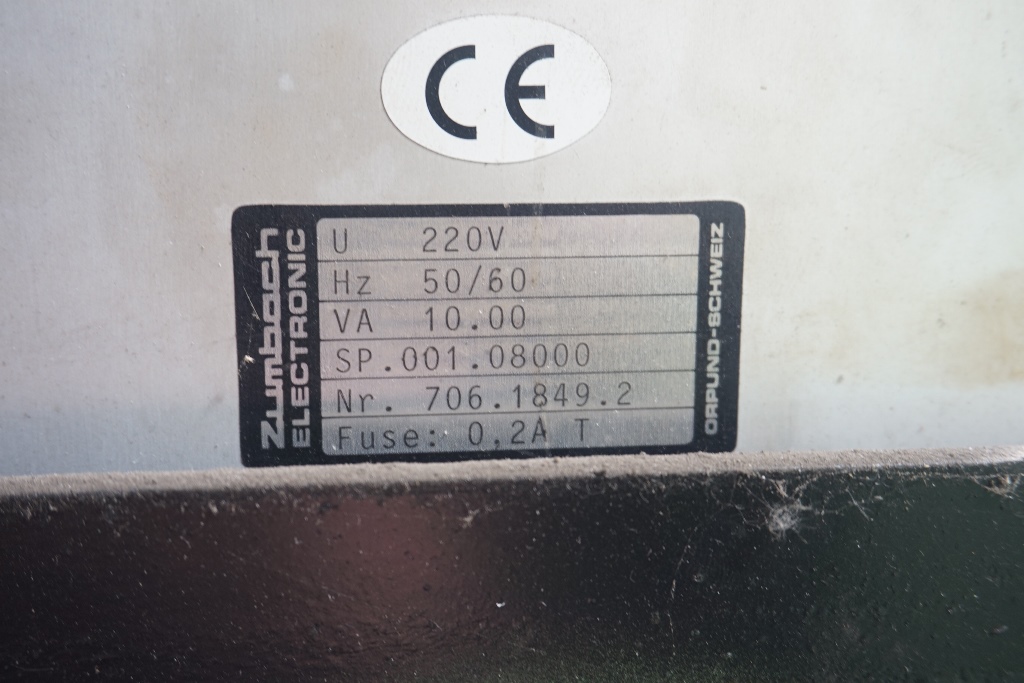 CE
Zumbach
ELECTRONIC
U 220V
Hz 50/60
VA 10.00
SP.001.08000
Nr. 706.1849.2
Fuse: 0,2A T
ORPUND-SCHWEIZ